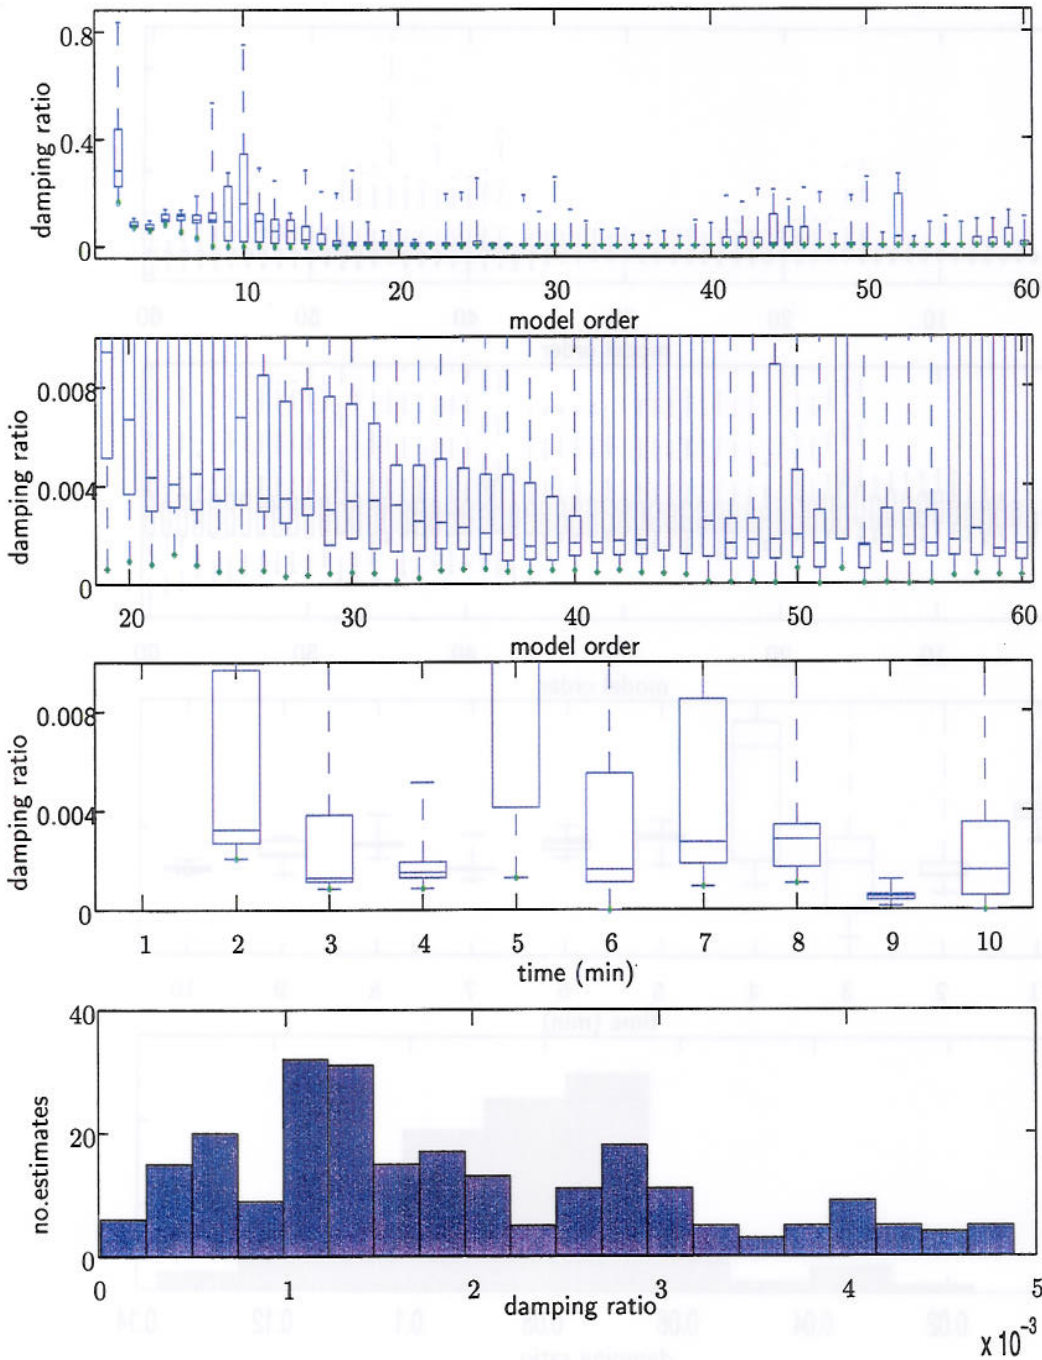 damping ratio
0.8
0.4
0
10 20 30 40 50 60
model order
damping ratio
0.008
0.004
0
20 30 40 50 60
model order
damping ratio
0.008
0.004
0
1 2 3 4 5 6 7 8 9 10
time (min)
no.estimates
40
20
0
0 1 2 3 4 5
damping ratio
x 10-3